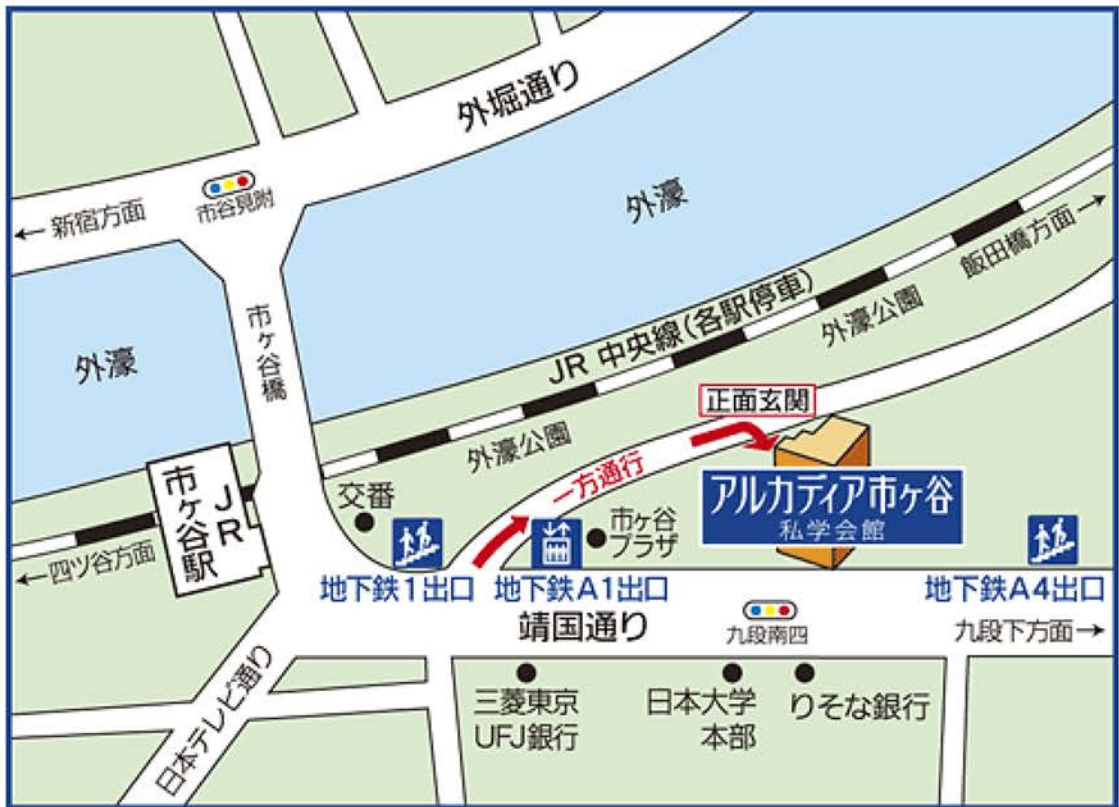 外堀通り
市谷見附
←新宿方面
外濠
飯田橋方面→
市ヶ谷橋
外濠
JR 中央線(各駅停車)
外濠公園
正面玄関
外濠公園
一方通行
アルカディア市ヶ谷
私学会館
JR
市ヶ谷駅
交番
市ヶ谷
プラザ
←四ツ谷方面
地下鉄1出口
地下鉄A1出口
地下鉄A4出口
靖国通り
九段南四
九段下方面→
日本テレビ通り
三菱東京
UFJ銀行
日本大学
本部
りそな銀行